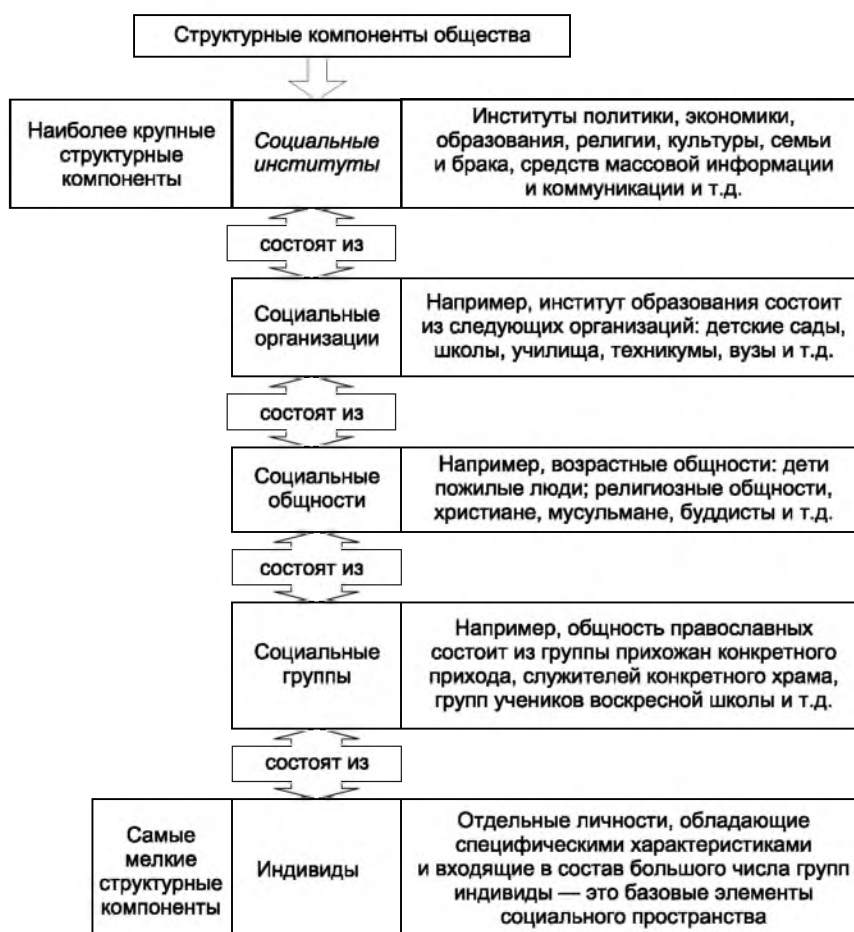 Структурные компоненты общества
Наиболее крупные
структурные
компоненты
Социальные
институты
Институты политики, экономики,
образования, религии, культуры, семьи
и брака, средств массовой информации
и коммуникации и т.д.
состоят из
Социальные
организации
Например, институт образования состоит
из следующих организаций: детские сады,
школы, училища, техникумы, вузы и т.д.
состоят из
Социальные
общности
Например, возрастные общности: дети
пожилые люди; религиозные общности,
христиане, мусульмане, буддисты и т.д.
состоят из
Социальные
группы
Например, общность православных
состоит из группы прихожан конкретного
прихода, служителей конкретного храма,
групп учеников воскресной школы и т.д.
состоят из
Самые
мелкие
структурные
компоненты
Индивиды
Отдельные личности, обладающие
специфическими характеристиками
и входящие в состав большого числа групп
индивиды — это базовые элементы
социального пространства